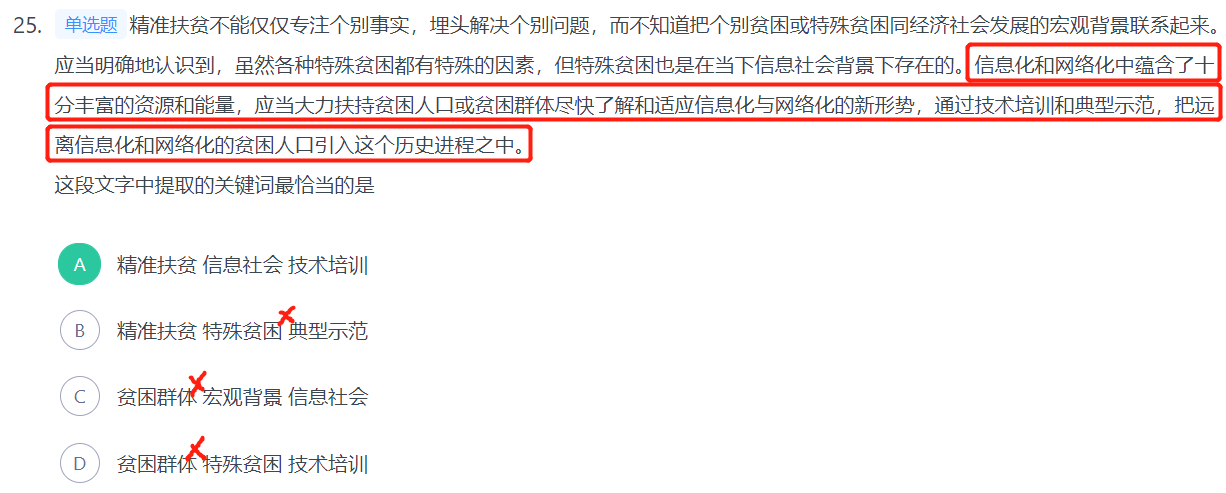 25. 单选题 精准扶贫不能仅仅专注个别事实，埋头解决个别问题，而不知道把个别贫困或特殊贫困同经济社会发展的宏观背景联系起来。
应当明确地认识到，虽然各种特殊贫困都有特殊的因素，但特殊贫困也是在当下信息社会背景下存在的。信息化和网络化中蕴含了十
分丰富的资源和能量，应当大力扶持贫困人口或贫困群体尽快了解和适应信息化与网络化的新形势，通过技术培训和典型示范，把远
离信息化和网络化的贫困人口引入这个历史进程之中。
这段文字中提取的关键词最恰当的是
A 精准扶贫 信息社会 技术培训
B 精准扶贫 特殊贫困 典型示范
C 贫困群体 宏观背景 信息社会
D 贫困群体 特殊贫困 技术培训